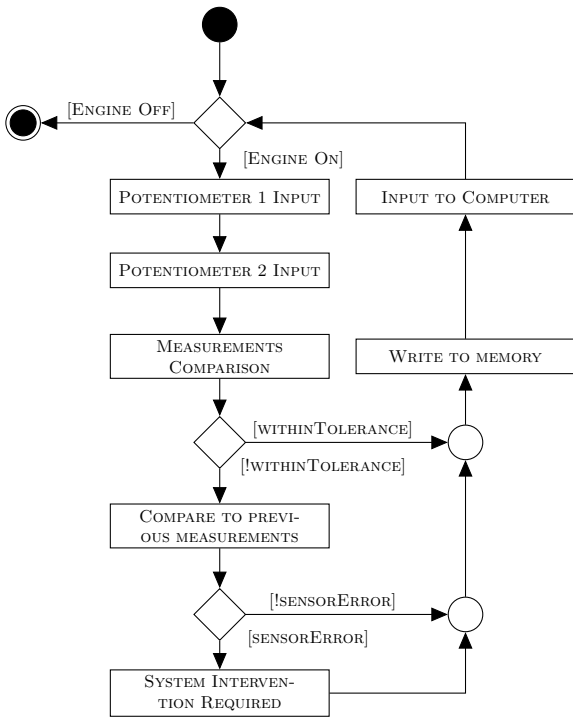 [Engine Off]
[Engine On]
Potentiometer 1 Input
Input to Computer
Potentiometer 2 Input
Measurements
Comparison
Write to memory
[withinTolerance]
[!withinTolerance]
Compare to previ-
ous measurements
[!sensorError]
[sensorError]
System Interven-
tion Required